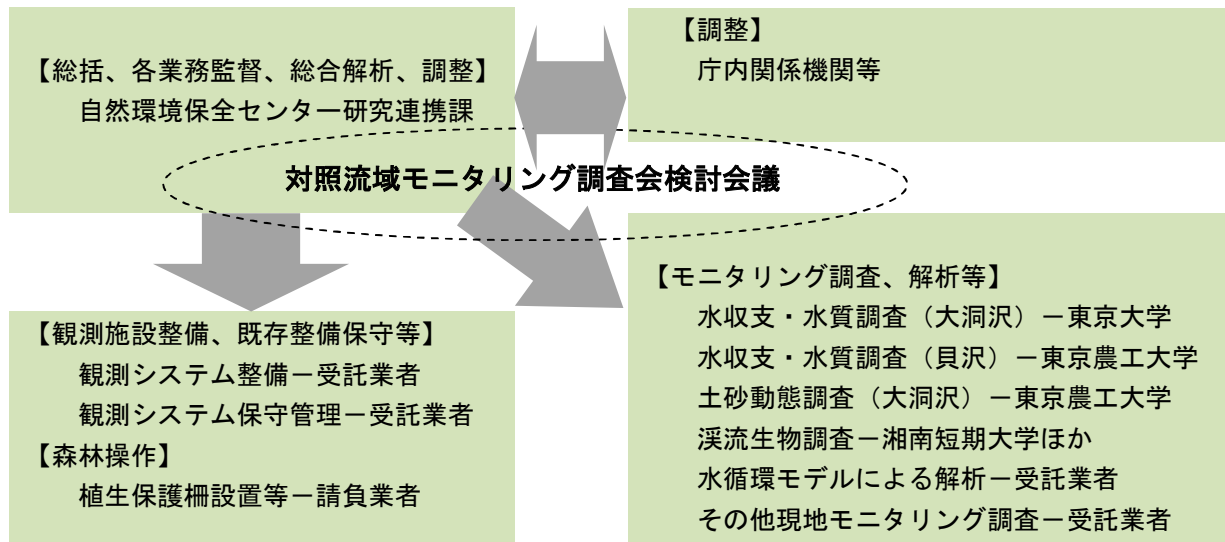 【総括、各業務監督、総合解析、調整】
自然環境保全センター研究連携課
【調整】
庁内関係機関等
対照流域モニタリング調査会検討会議
【観測施設整備、既存整備保守等】
観測システム整備－受託業者
観測システム保守管理－受託業者
【森林操作】
植生保護柵設置等－請負業者
【モニタリング調査、解析等】
水収支・水質調査（大洞沢）－東京大学
水収支・水質調査（貝沢）－東京農工大学
土砂動態調査（大洞沢）－東京農工大学
渓流生物調査－湘南短期大学ほか
水循環モデルによる解析－受託業者
その他現地モニタリング調査－受託業者